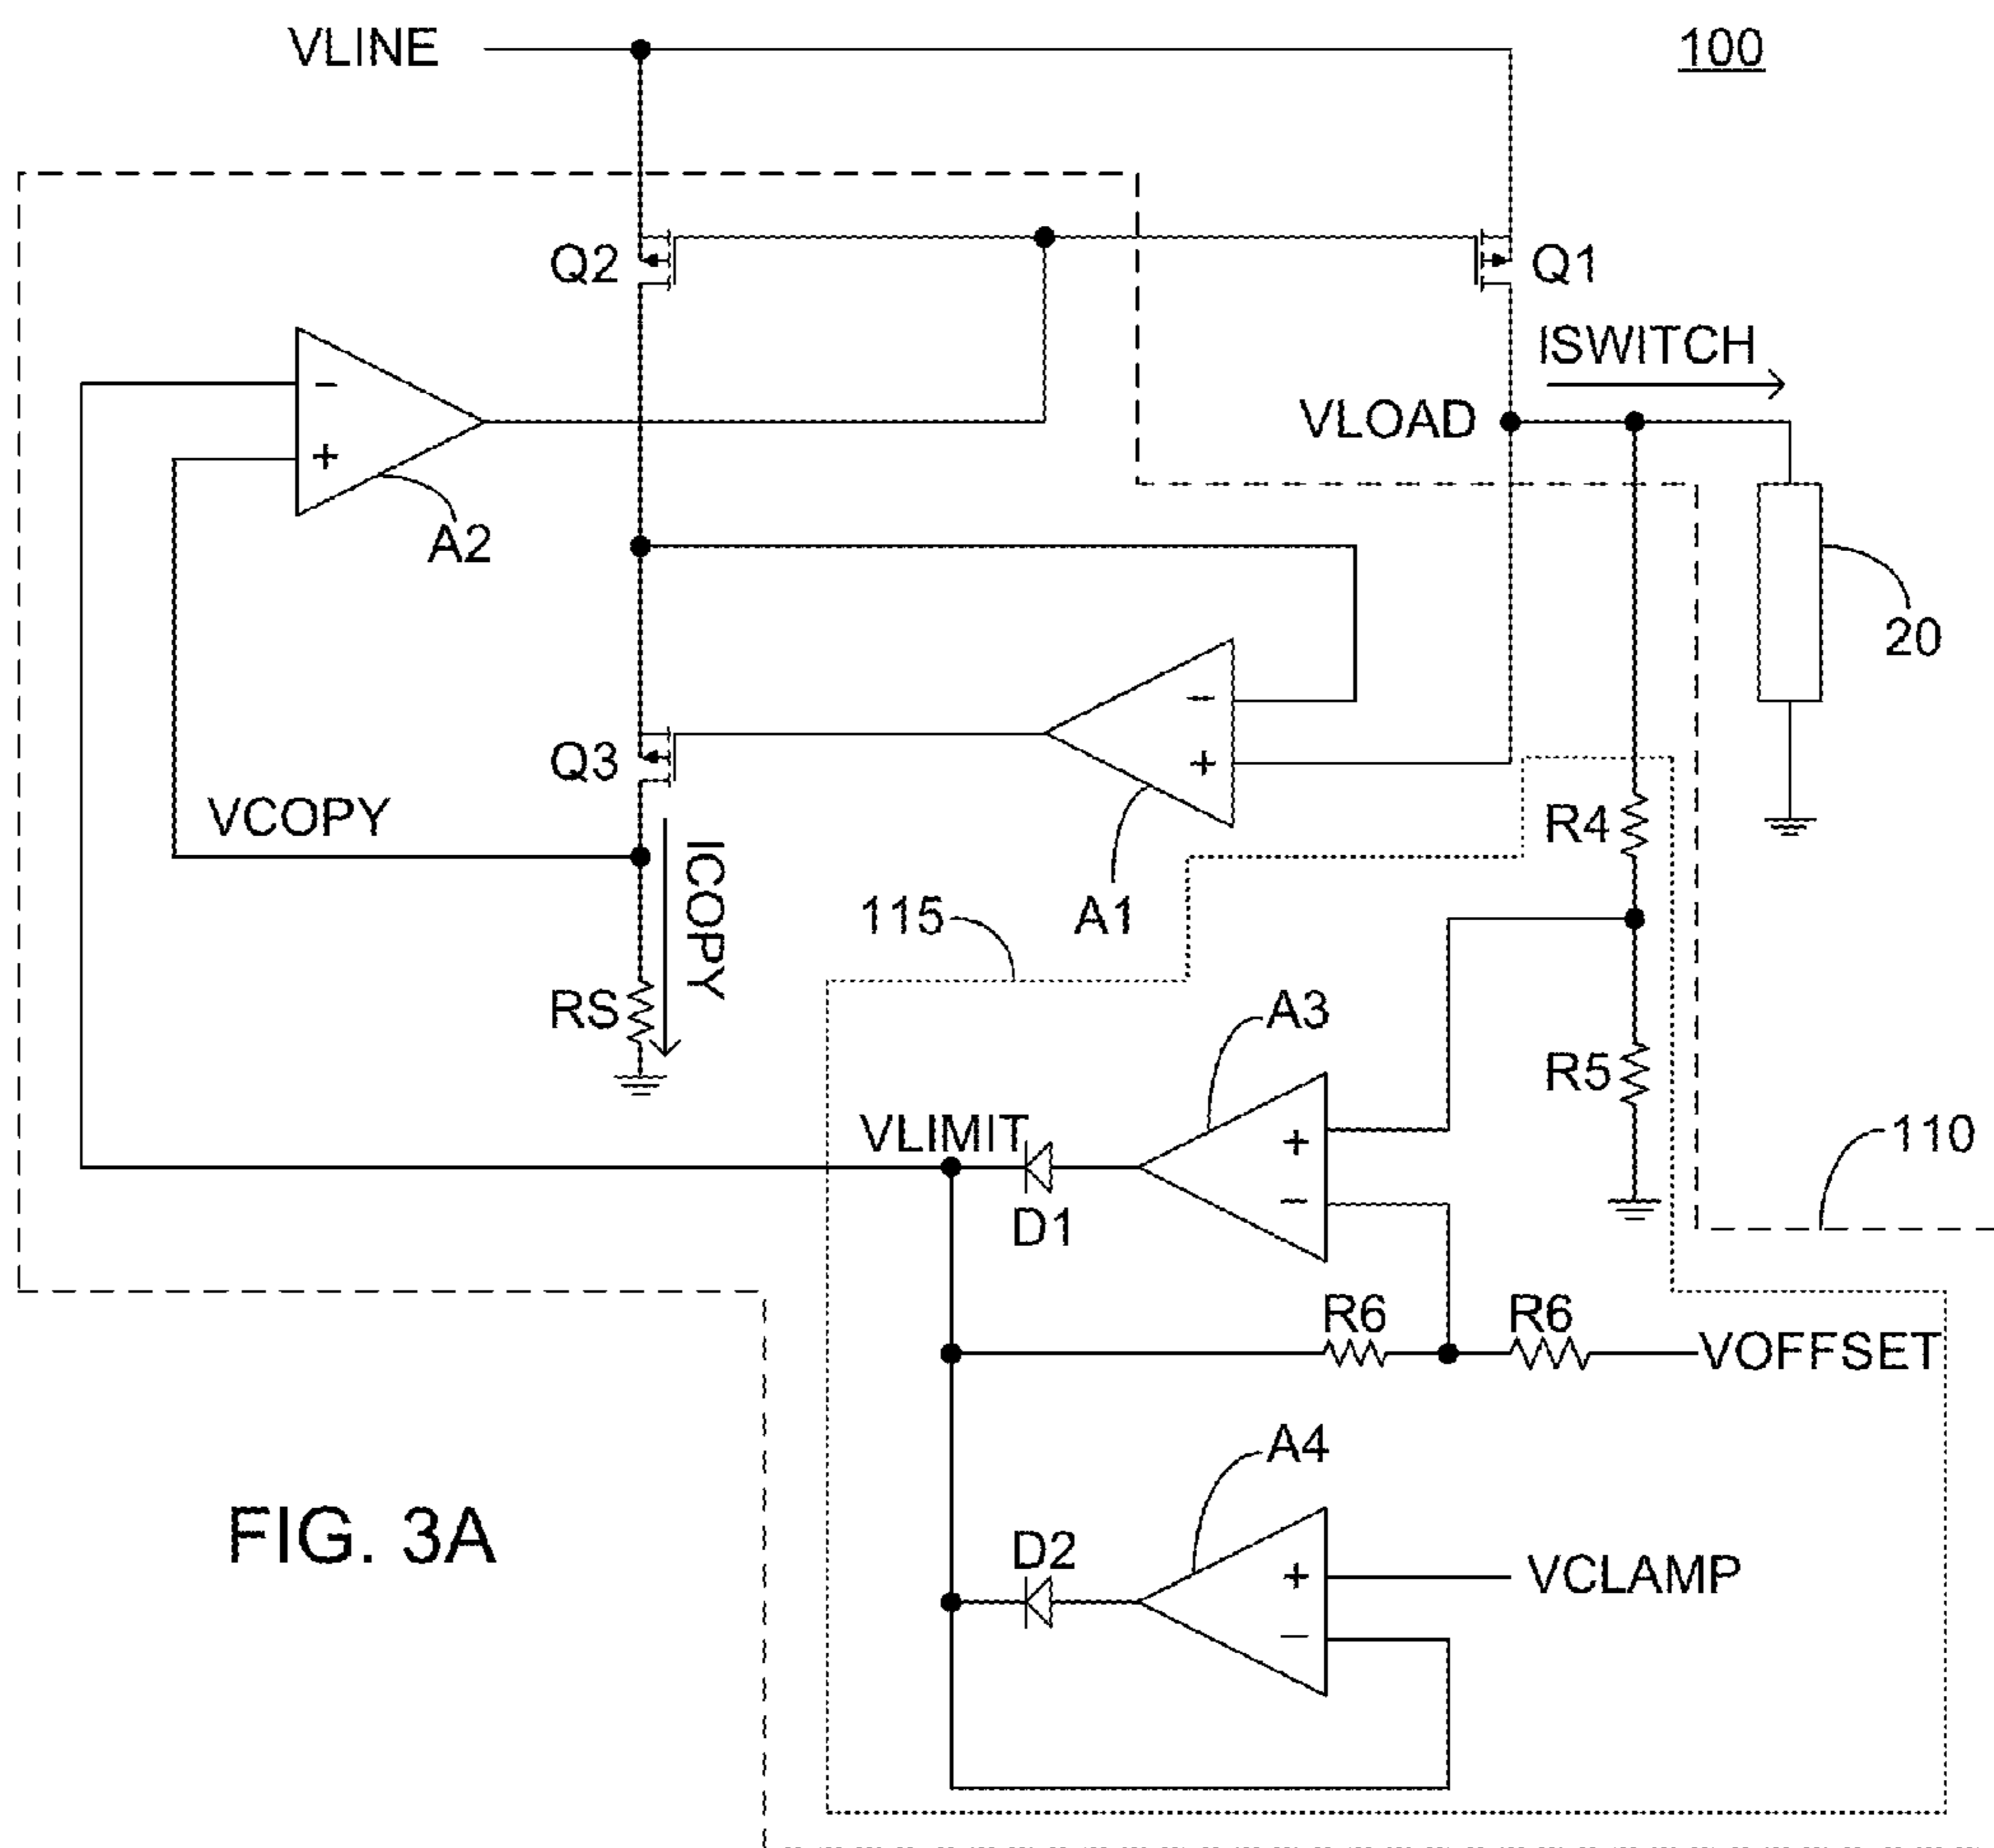 VLINE
100
Q2
Q1
ISWITCH
−
+
VLOAD
A2
20
−
+
Q3
VCOPY
ICOPY
R4
A1
115
RS
A3
R5
110
VLIMIT
+
−
D1
R6
R6
VOFFSET
A4
FIG. 3A
D2
+
−
VCLAMP